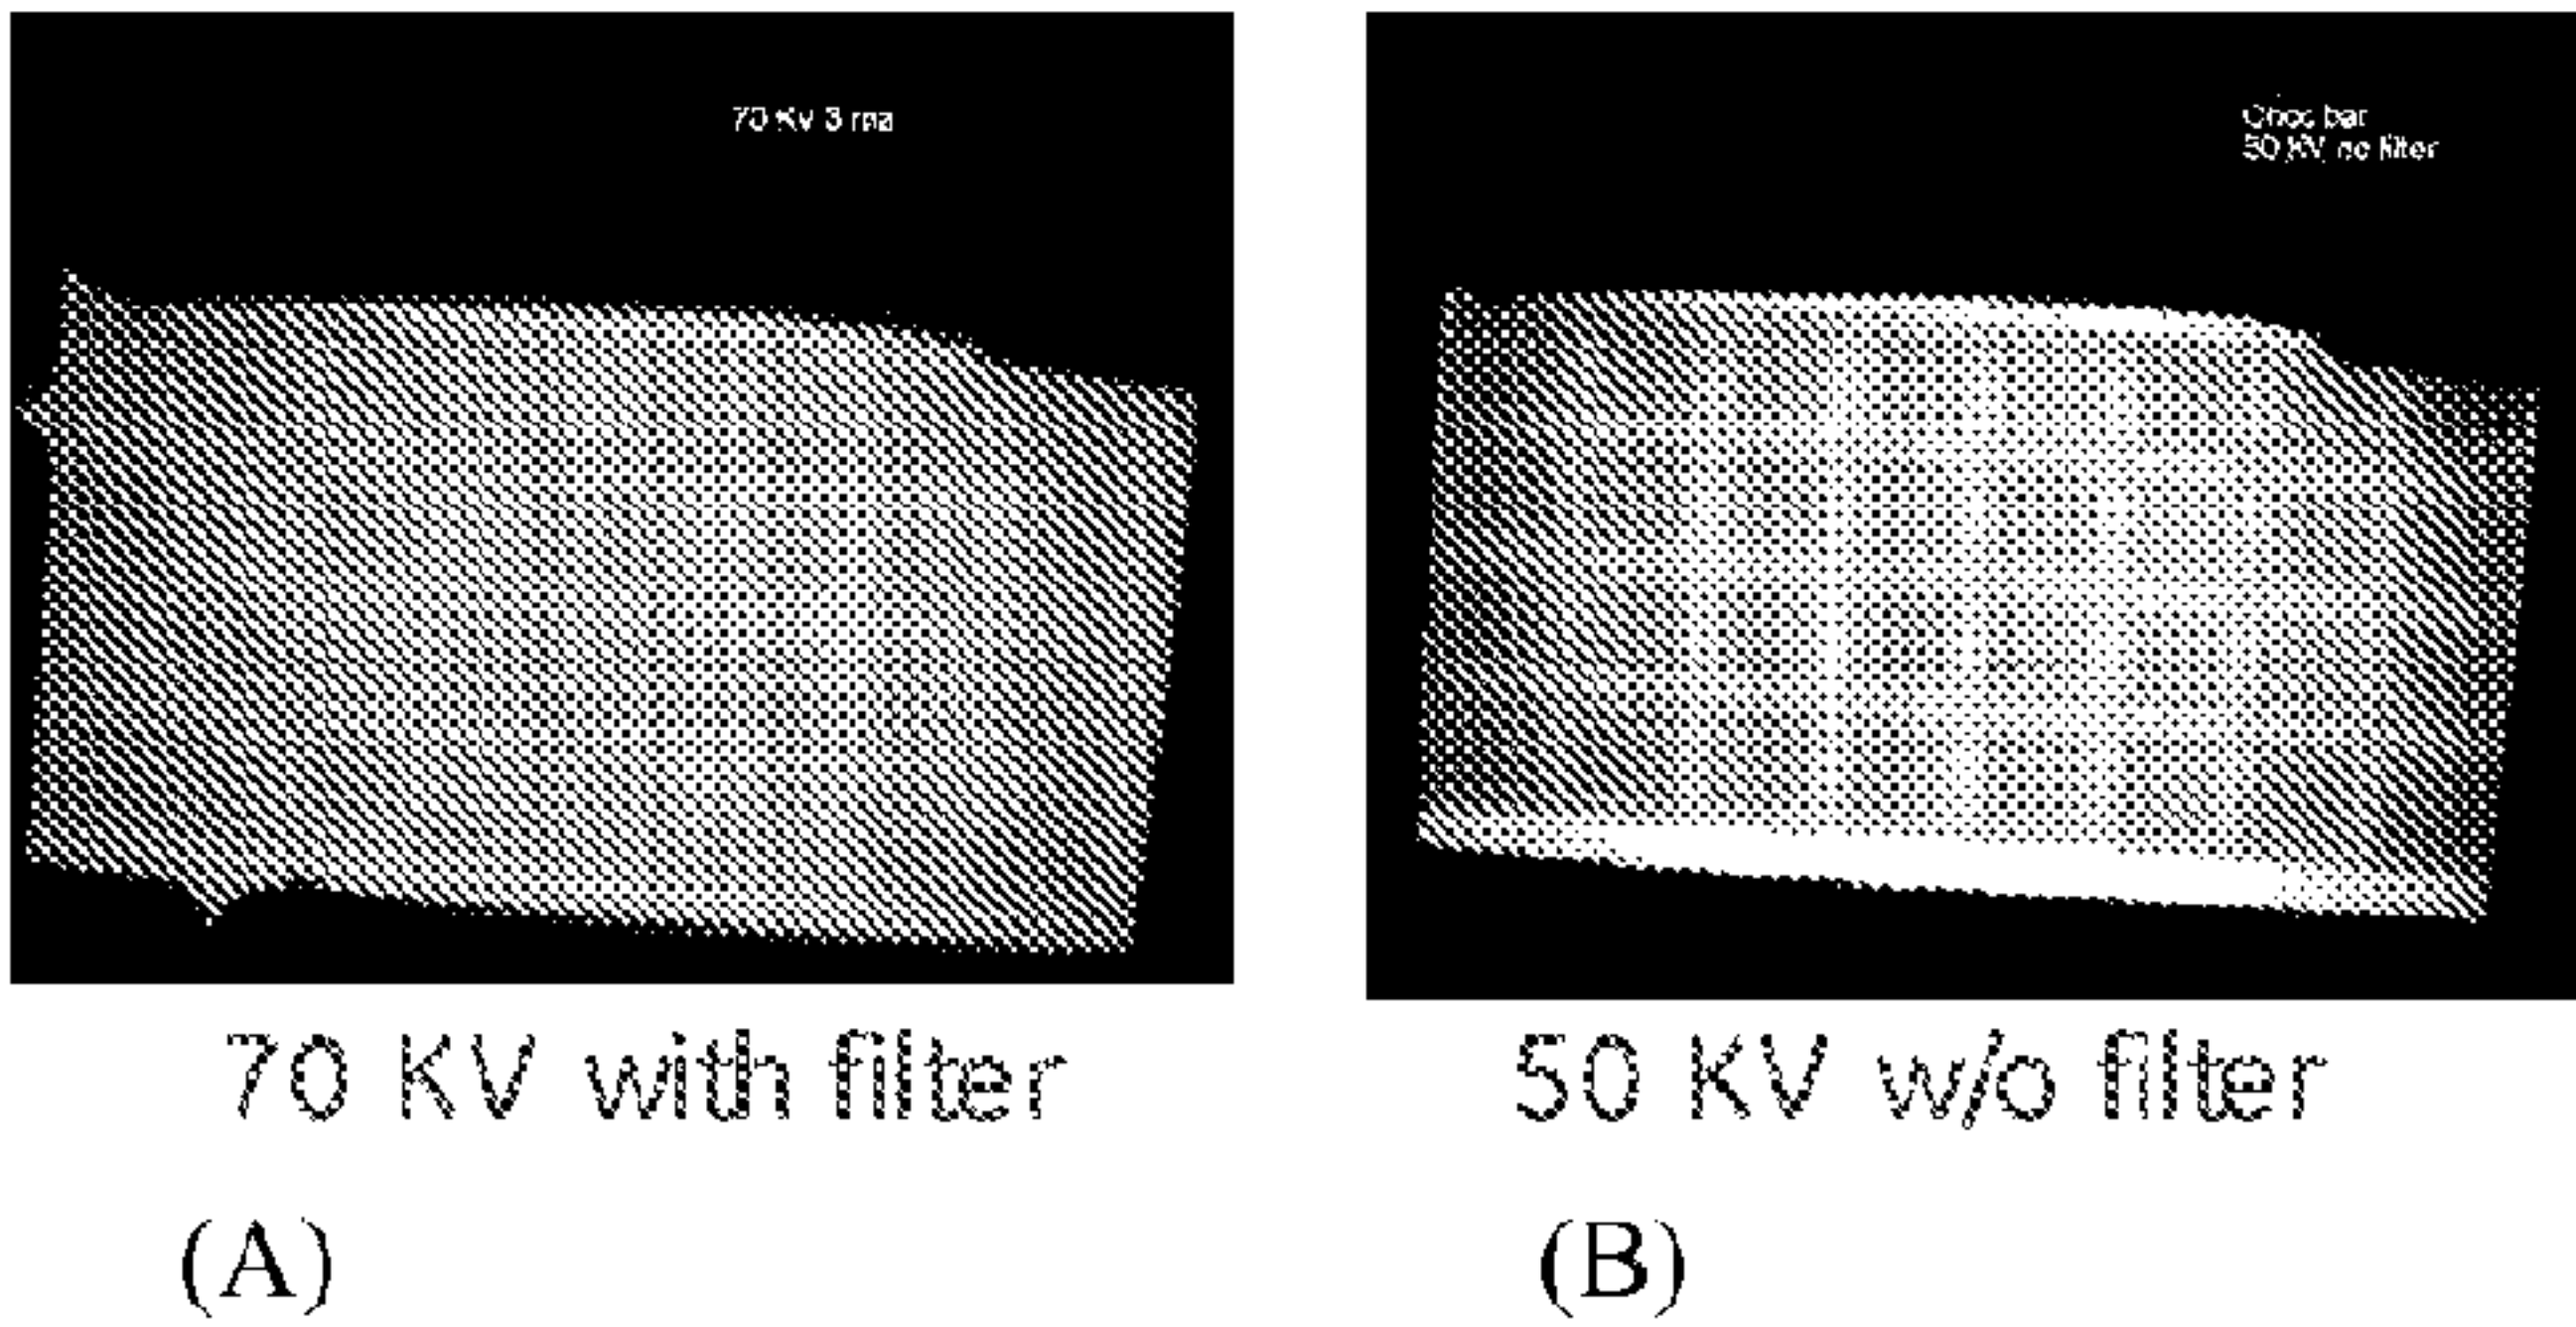 70 KV 3 ma
Choc bar
50 KV, no filter
70 KV with filter
50 KV w/o filter
(A)
(B)